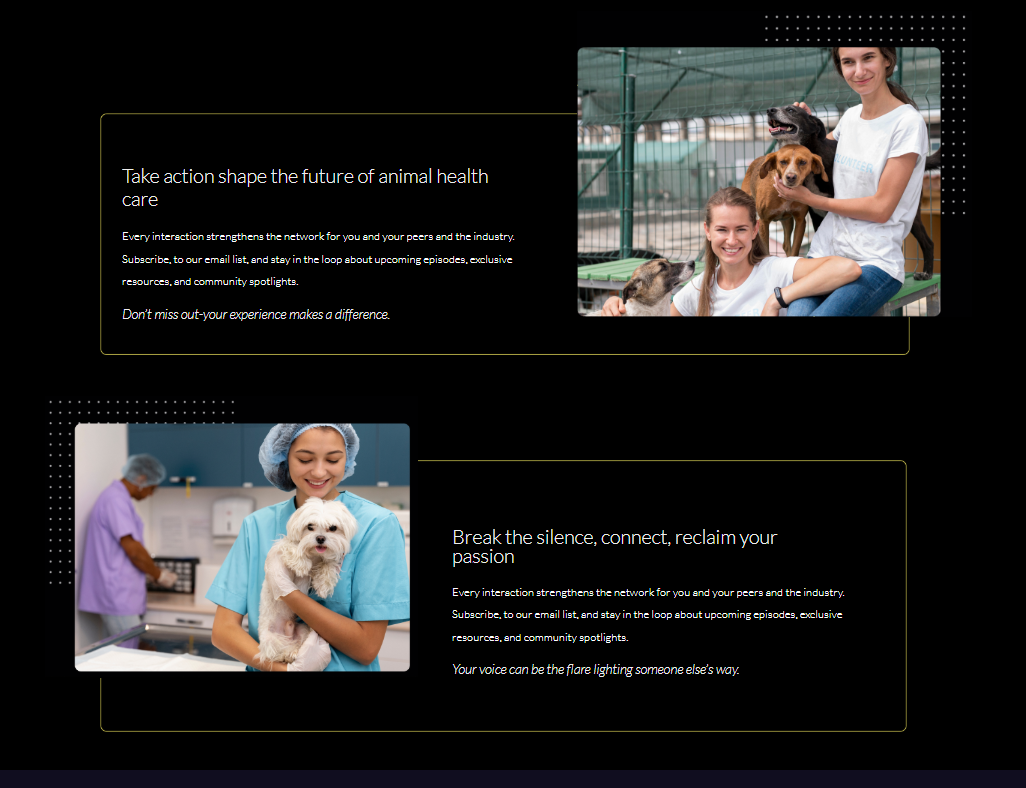 Take action shape the future of animal health
care
Every interaction strengthens the network for you and your peers and the industry.
Subscribe, to our email list, and stay in the loop about upcoming episodes, exclusive
resources, and community spotlights.
Don't miss out-your experience makes a difference.
VOLUNTEER
Break the silence, connect, reclaim your
passion
Every interaction strengthens the network for you and your peers and the industry.
Subscribe, to our email list, and stay in the loop about upcoming episodes, exclusive
resources, and community spotlights.
Your voice can be the flare lighting someone else's way.